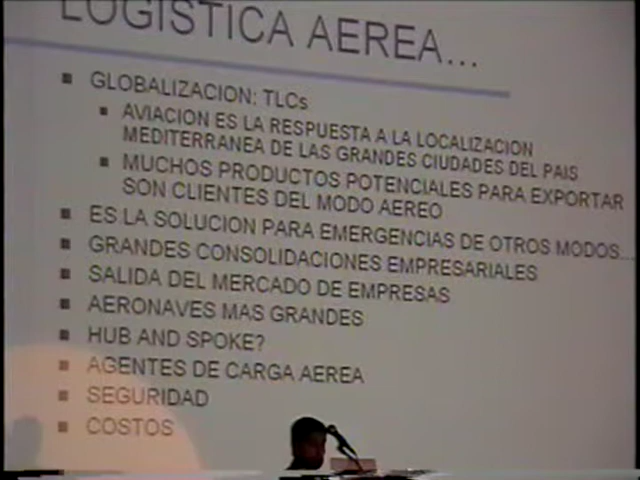 LOGISTICA AEREA...
GLOBALIZACION: TLCs
AVIACION ES LA RESPUESTA A LA LOCALIZACION
MEDITERRANEA DE LAS GRANDES CIUDADES DEL PAIS
MUCHOS PRODUCTOS POTENCIALES PARA EXPORTAR
SON CLIENTES DEL MODO AEREO
ES LA SOLUCION PARA EMERGENCIAS DE OTROS MODOS...
GRANDES CONSOLIDACIONES EMPRESARIALES
SALIDA DEL MERCADO DE EMPRESAS
AERONAVES MAS GRANDES
HUB AND SPOKE?
AGENTES DE CARGA AEREA
SEGURIDAD
COSTOS